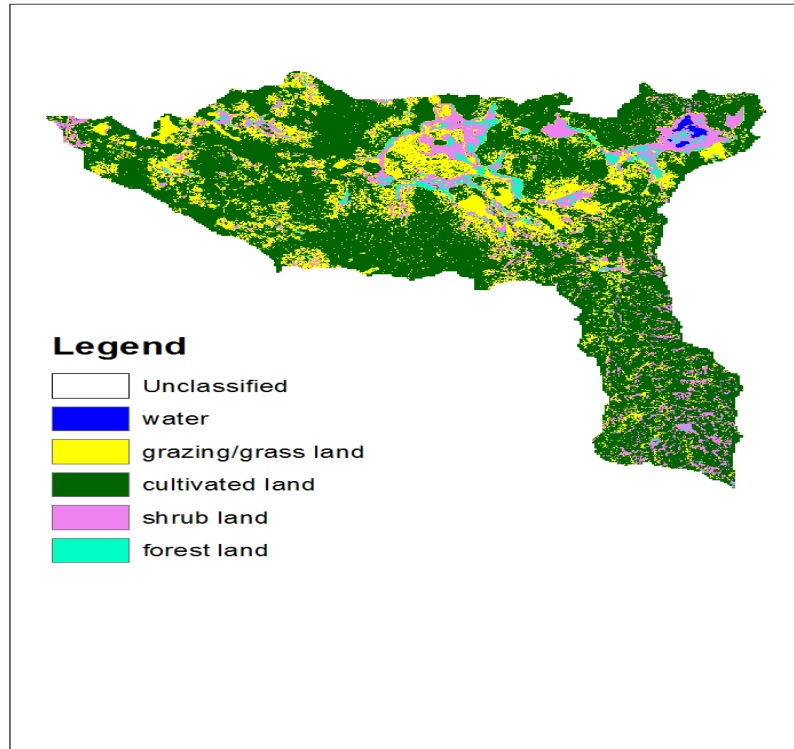 Legend
Unclassified
water
grazing/grass land
cultivated land
shrub land
forest land